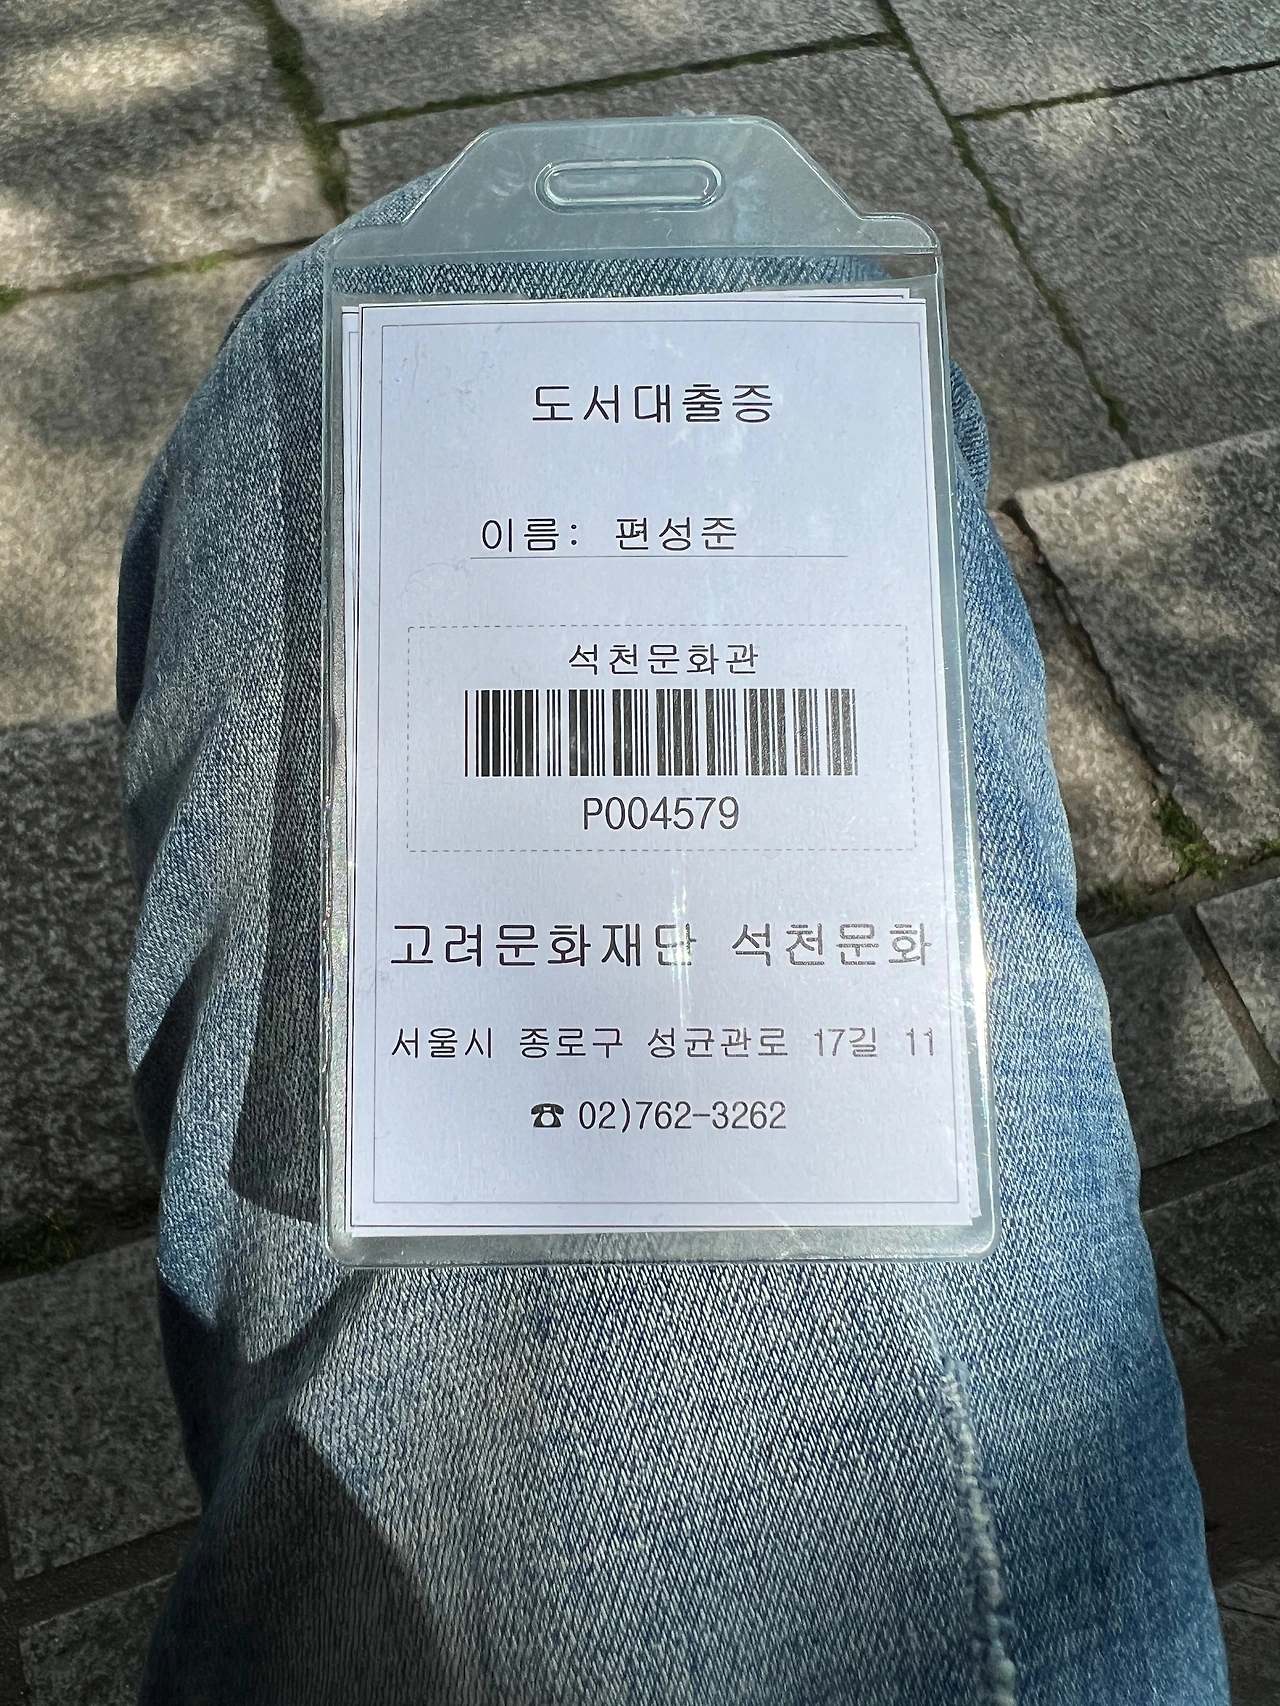 도서대출증
이름: 편성준
석천문화관
P004579
고려문화재단 석천문화
서울시 종로구 성균관로 17길 11
☎ 02)762-3262